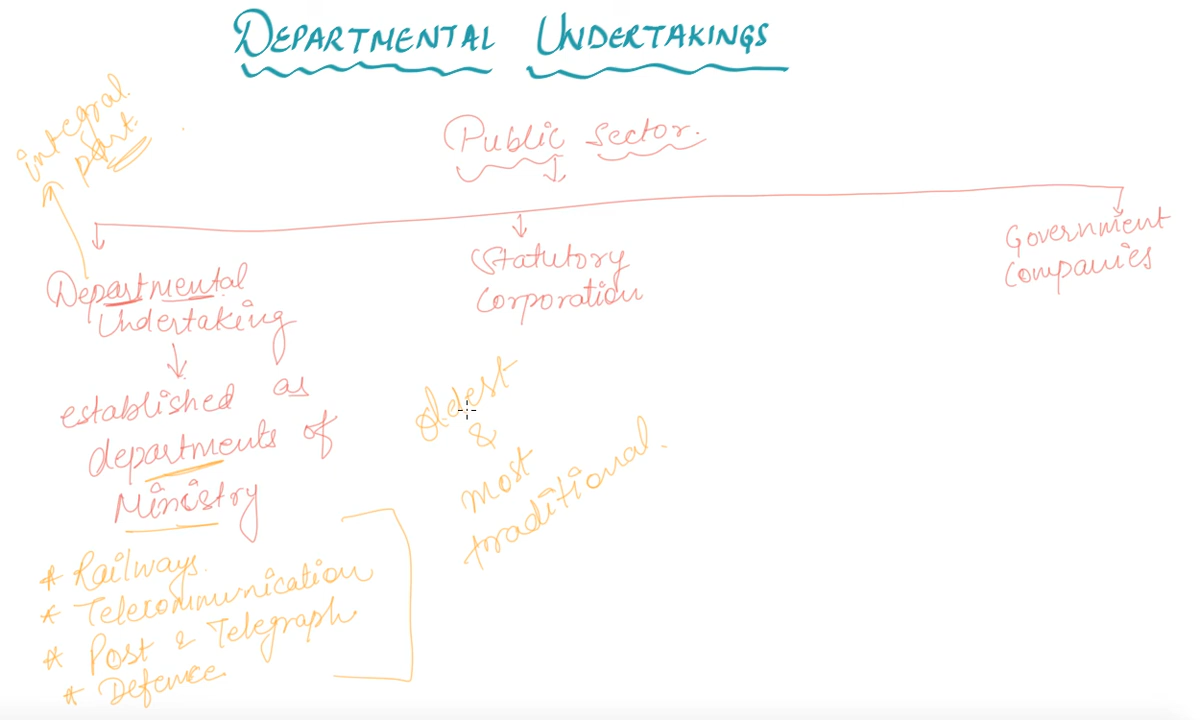 DEPARTMENTAL UNDERTAKINGS
Public Sector.
integral
part.
Departmental
Undertaking
Statutory
Corporation
Government
Companies
established as
departments of
Ministry
oldest
&
most
traditional.
* Railways.
* Telecommunication
* Post & Telegraph
* Defence